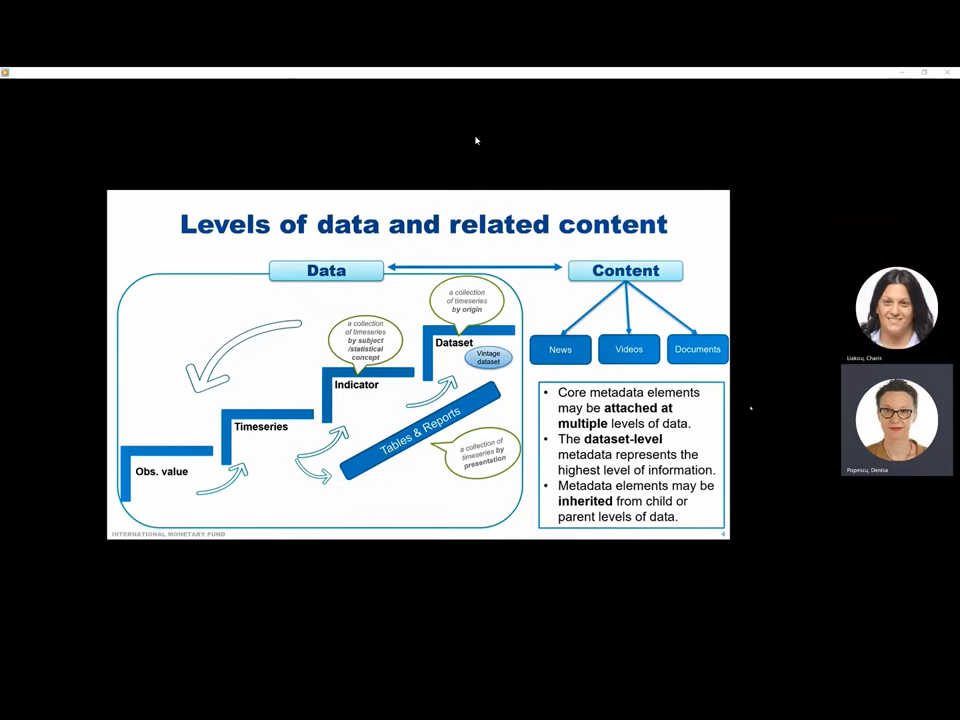 Levels of data and related content
Data
Content
a collection
of timeseries
by origin
a collection
of timeseries
by subject
/statistical
concept
Dataset
Vintage
dataset
Indicator
Timeseries
Obs. value
Tables & Reports
a collection of
timeseries by
presentation
News
Videos
Documents
• Core metadata elements
may be attached at
multiple levels of data.
• The dataset-level
metadata represents the
highest level of information.
• Metadata elements may be
inherited from child or
parent levels of data.
INTERNATIONAL MONETARY FUND
4
Liakou, Charis
Popescu, Denisa